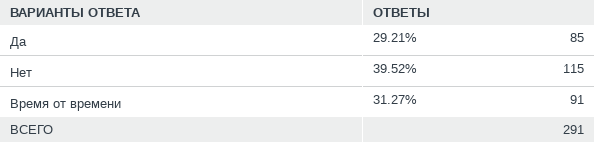 ВАРИАНТЫ ОТВЕТА ОТВЕТЫ
Да 29.21% 85
Нет 39.52% 115
Время от времени 31.27% 91
ВСЕГО 291